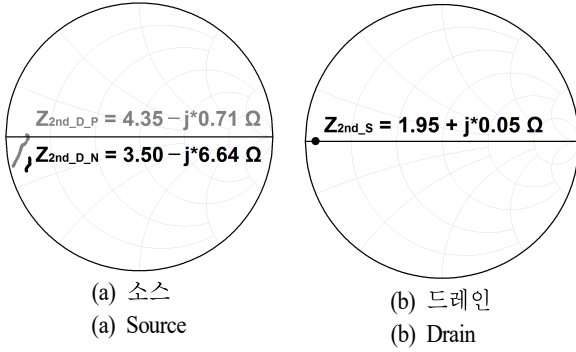 Z2nd_D_P = 4.35 − j*0.71 Ω
Z2nd_D_N = 3.50 − j*6.64 Ω
(a) 소스
(a) Source
Z2nd_S = 1.95 + j*0.05 Ω
(b) 드레인
(b) Drain